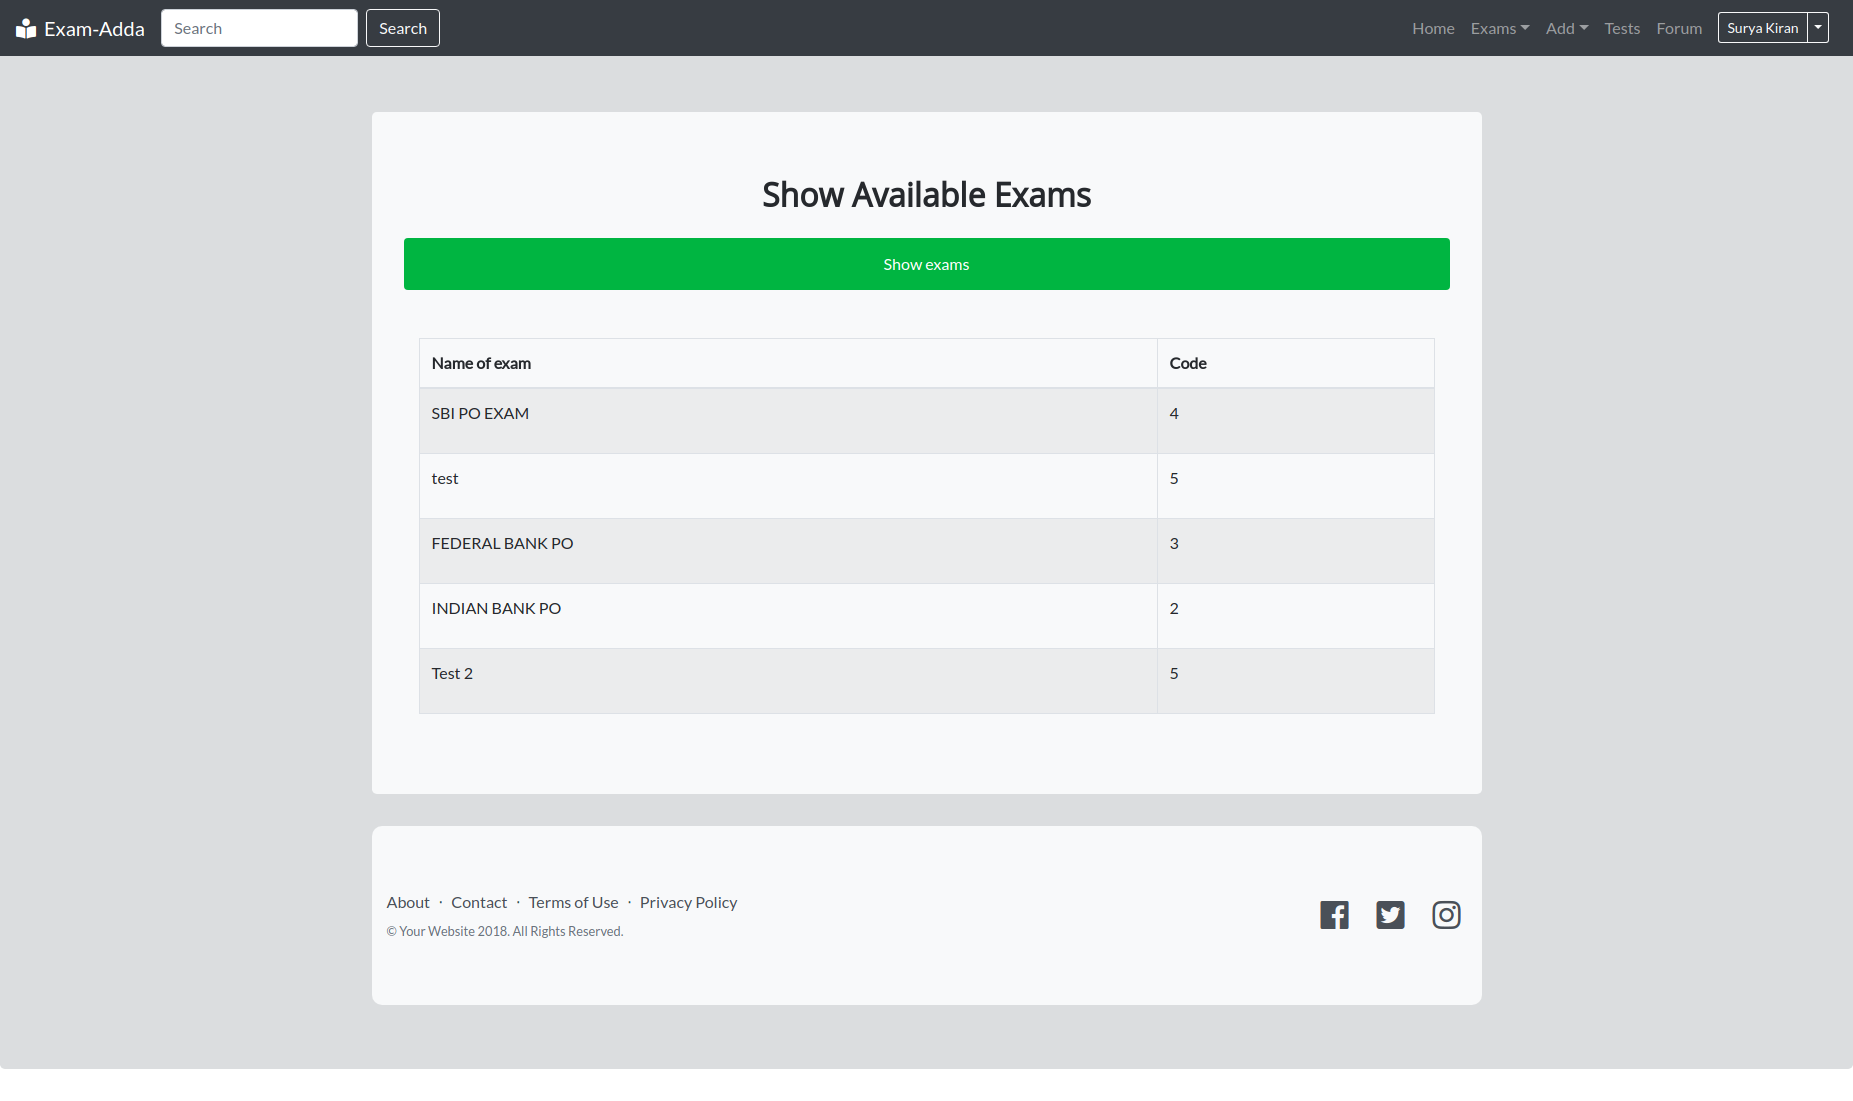 Exam-Adda Search Search Home Exams Add Tests Forum Surya Kiran
Show Available Exams
Show exams
Name of exam Code
SBI PO EXAM 4
test 5
FEDERAL BANK PO 3
INDIAN BANK PO 2
Test 2 5
About · Contact · Terms of Use · Privacy Policy
© Your Website 2018. All Rights Reserved.